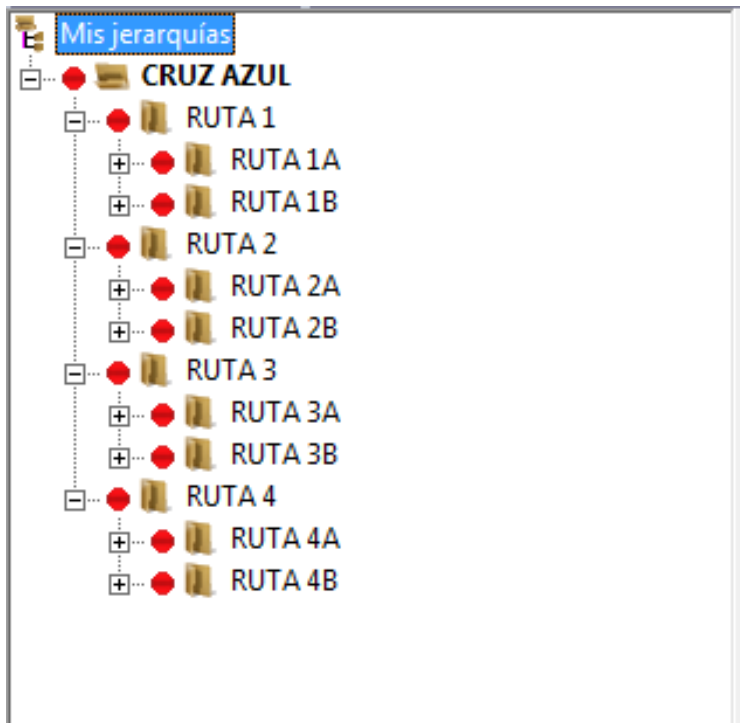 Mis jerarquías
CRUZ AZUL
RUTA 1
RUTA 1A
RUTA 1B
RUTA 2
RUTA 2A
RUTA 2B
RUTA 3
RUTA 3A
RUTA 3B
RUTA 4
RUTA 4A
RUTA 4B